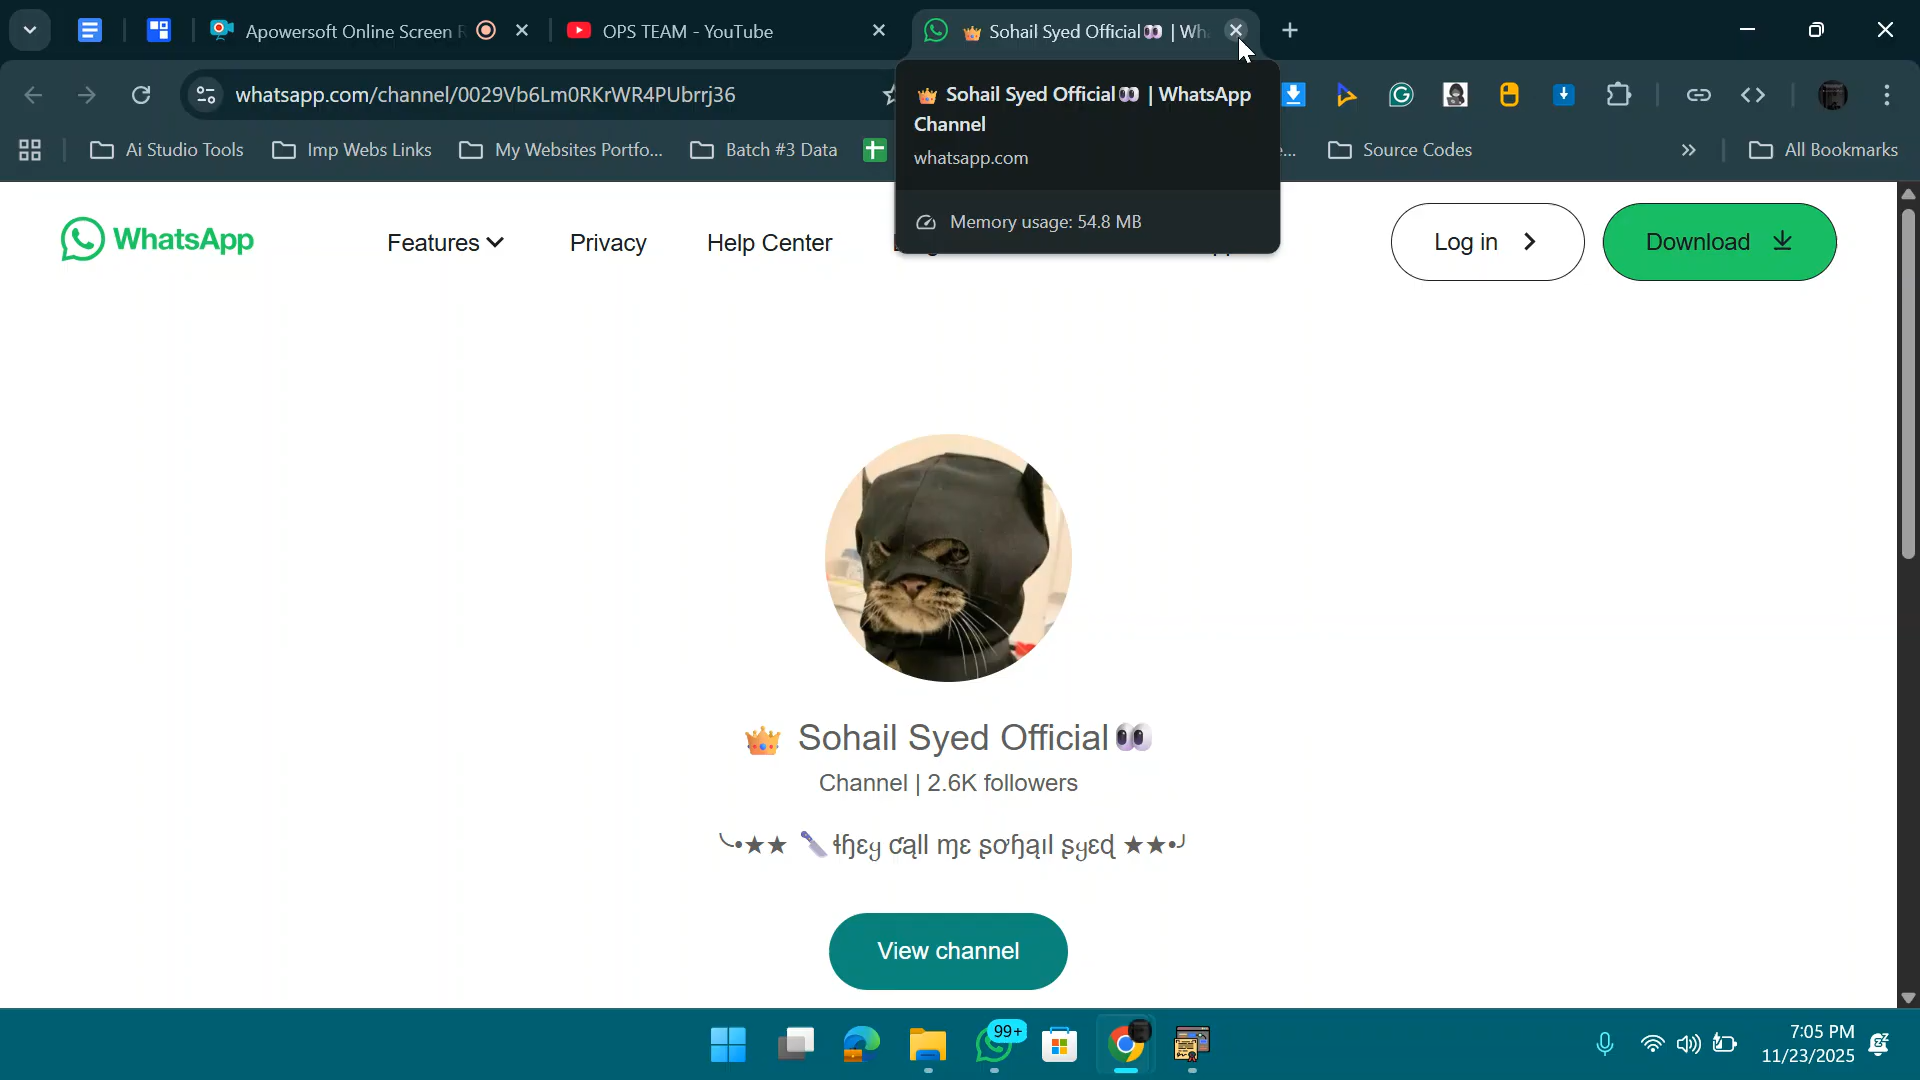 Apowersoft Online Screen R
OPS TEAM - YouTube
👑 Sohail Syed Official👀 | Wh
whatsapp.com/channel/0029Vb6Lm0RKrWR4PUbrrj36
👑 Sohail Syed Official👀 | WhatsApp
Channel
whatsapp.com
Memory usage: 54.8 MB
Ai Studio Tools
Imp Webs Links
My Websites Portfo...
Batch #3 Data
Source Codes
»
All Bookmarks
WhatsApp
Features
Privacy
Help Center
Log in
Download
👑 Sohail Syed Official👀
Channel | 2.6K followers
╰•★★ 🔪ɬɧɛყ ƈąll ɱɛ ʂơɧąıl ʂყɛɖ ★★•╯
View channel
99+
7:05 PM
11/23/2025